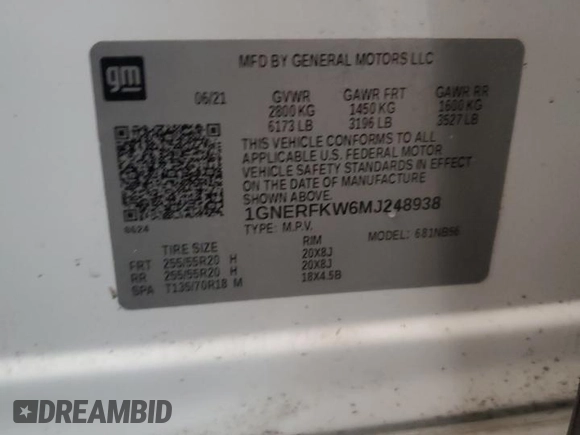 gm
MFD BY GENERAL MOTORS LLC
06/21 GVWR GAWR FRT GAWR RR
2800 KG 1450 KG 1600 KG
6173 LB 3196 LB 3527 LB
THIS VEHICLE CONFORMS TO ALL
APPLICABLE U.S. FEDERAL MOTOR
VEHICLE SAFETY STANDARDS IN EFFECT
ON THE DATE OF MANUFACTURE
SHOWN ABOVE.
1GNERFKW6MJ248938
6624
TYPE: M.P.V. MODEL: 681NB56
TIRE SIZE RIM
FRT 255/55R20 H 20X8J
RR 255/55R20 H 20X8J
SPA T135/70R18 M 18X4.5B
DREAMBID